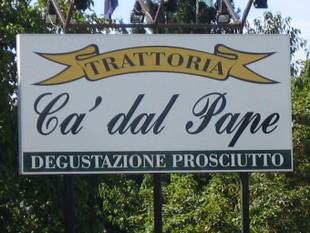 TRATTORIA
Ca' dal Pape
DEGUSTAZIONE PROSCIUTTO